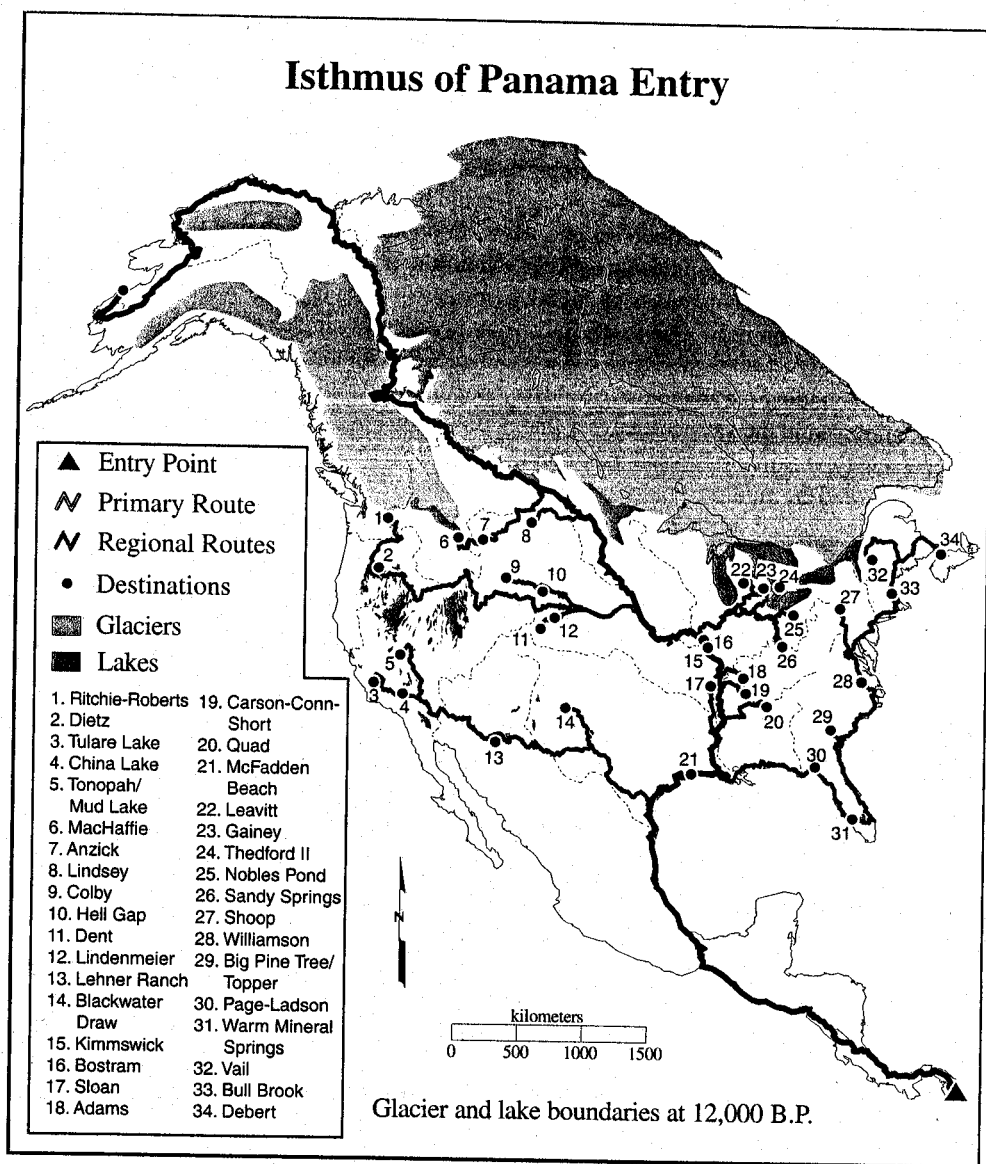 Isthmus of Panama Entry
Entry Point
Primary Route
Regional Routes
Destinations
Glaciers
Lakes
1. Ritchie-Roberts
2. Dietz
3. Tulare Lake
4. China Lake
5. Tonopah/
Mud Lake
6. MacHaffie
7. Anzick
8. Lindsey
9. Colby
10. Hell Gap
11. Dent
12. Lindenmeier
13. Lehner Ranch
14. Blackwater
Draw
15. Kimmswick
16. Bostram
17. Sloan
18. Adams
19. Carson-Conn-
Short
20. Quad
21. McFadden
Beach
22. Leavitt
23. Gainey
24. Thedford II
25. Nobles Pond
26. Sandy Springs
27. Shoop
28. Williamson
29. Big Pine Tree/
Topper
30. Page-Ladson
31. Warm Mineral
Springs
32. Vail
33. Bull Brook
34. Debert
1
2
3
4
5
6
7
8
9
10
11
12
13
14
15
16
17
18
19
20
21
22
23
24
25
26
27
28
29
30
31
32
33
34
N
kilometers
0 500 1000 1500
Glacier and lake boundaries at 12,000 B.P.